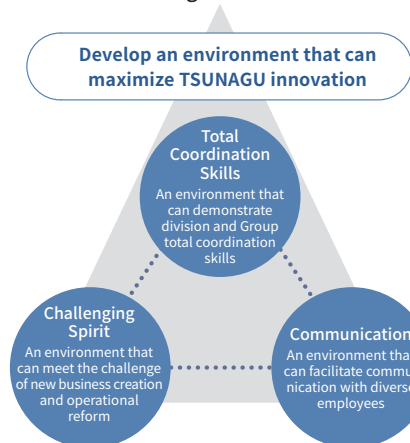 Develop an environment that can
maximize TSUNAGU innovation
Total
Coordination
Skills
An environment that
can demonstrate
division and Group
total coordination
skills
Challenging
Spirit
An environment that
can meet the challenge
of new business creation
and operational
reform
Communication
An environment that
can facilitate commu-
nication with diverse
employees